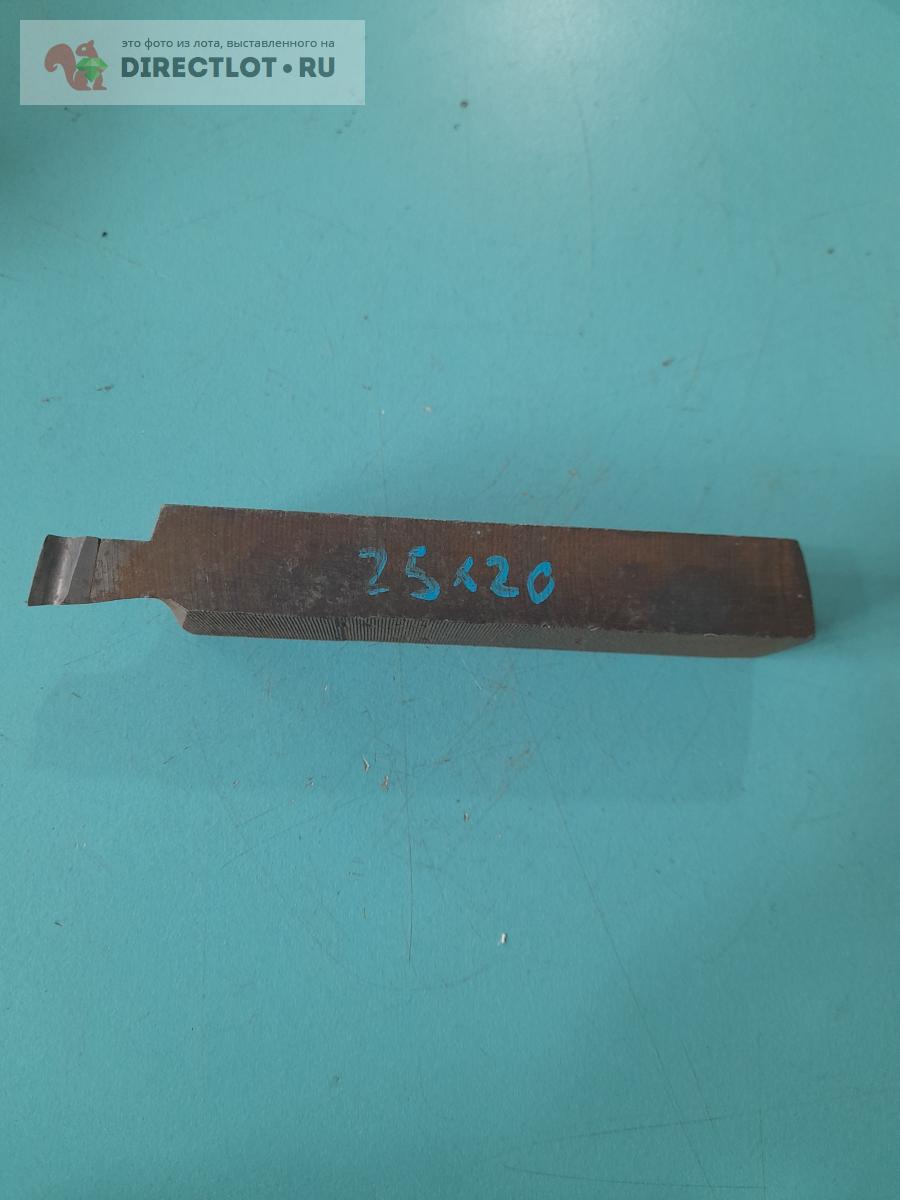 это фото из лота, выставленного на
DIRECTLOT•RU
25x20